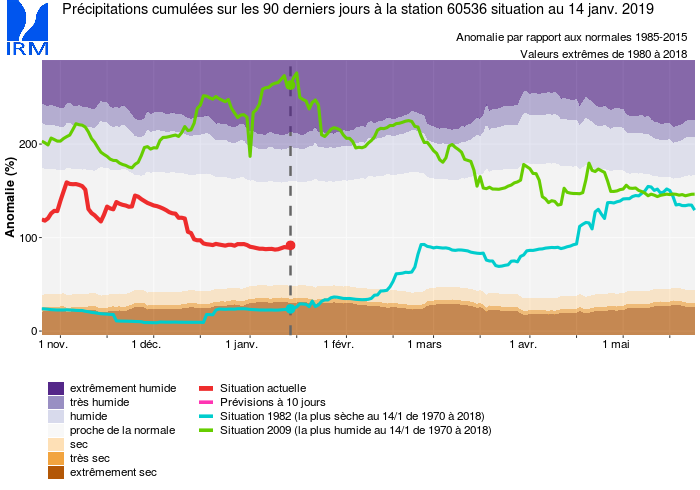 Précipitations cumulées sur les 90 derniers jours à la station 60536 situation au 14 janv. 2019
IRM
Anomalie par rapport aux normales 1985-2015
Valeurs extrêmes de 1980 à 2018
Anomalie (%)
200
100
0
1 nov. 1 déc. 1 janv. 1 févr. 1 mars 1 avr. 1 mai
extrêmement humide
très humide
humide
proche de la normale
sec
très sec
extrêmement sec
Situation actuelle
Prévisions à 10 jours
Situation 1982 (la plus sèche au 14/1 de 1970 à 2018)
Situation 2009 (la plus humide au 14/1 de 1970 à 2018)